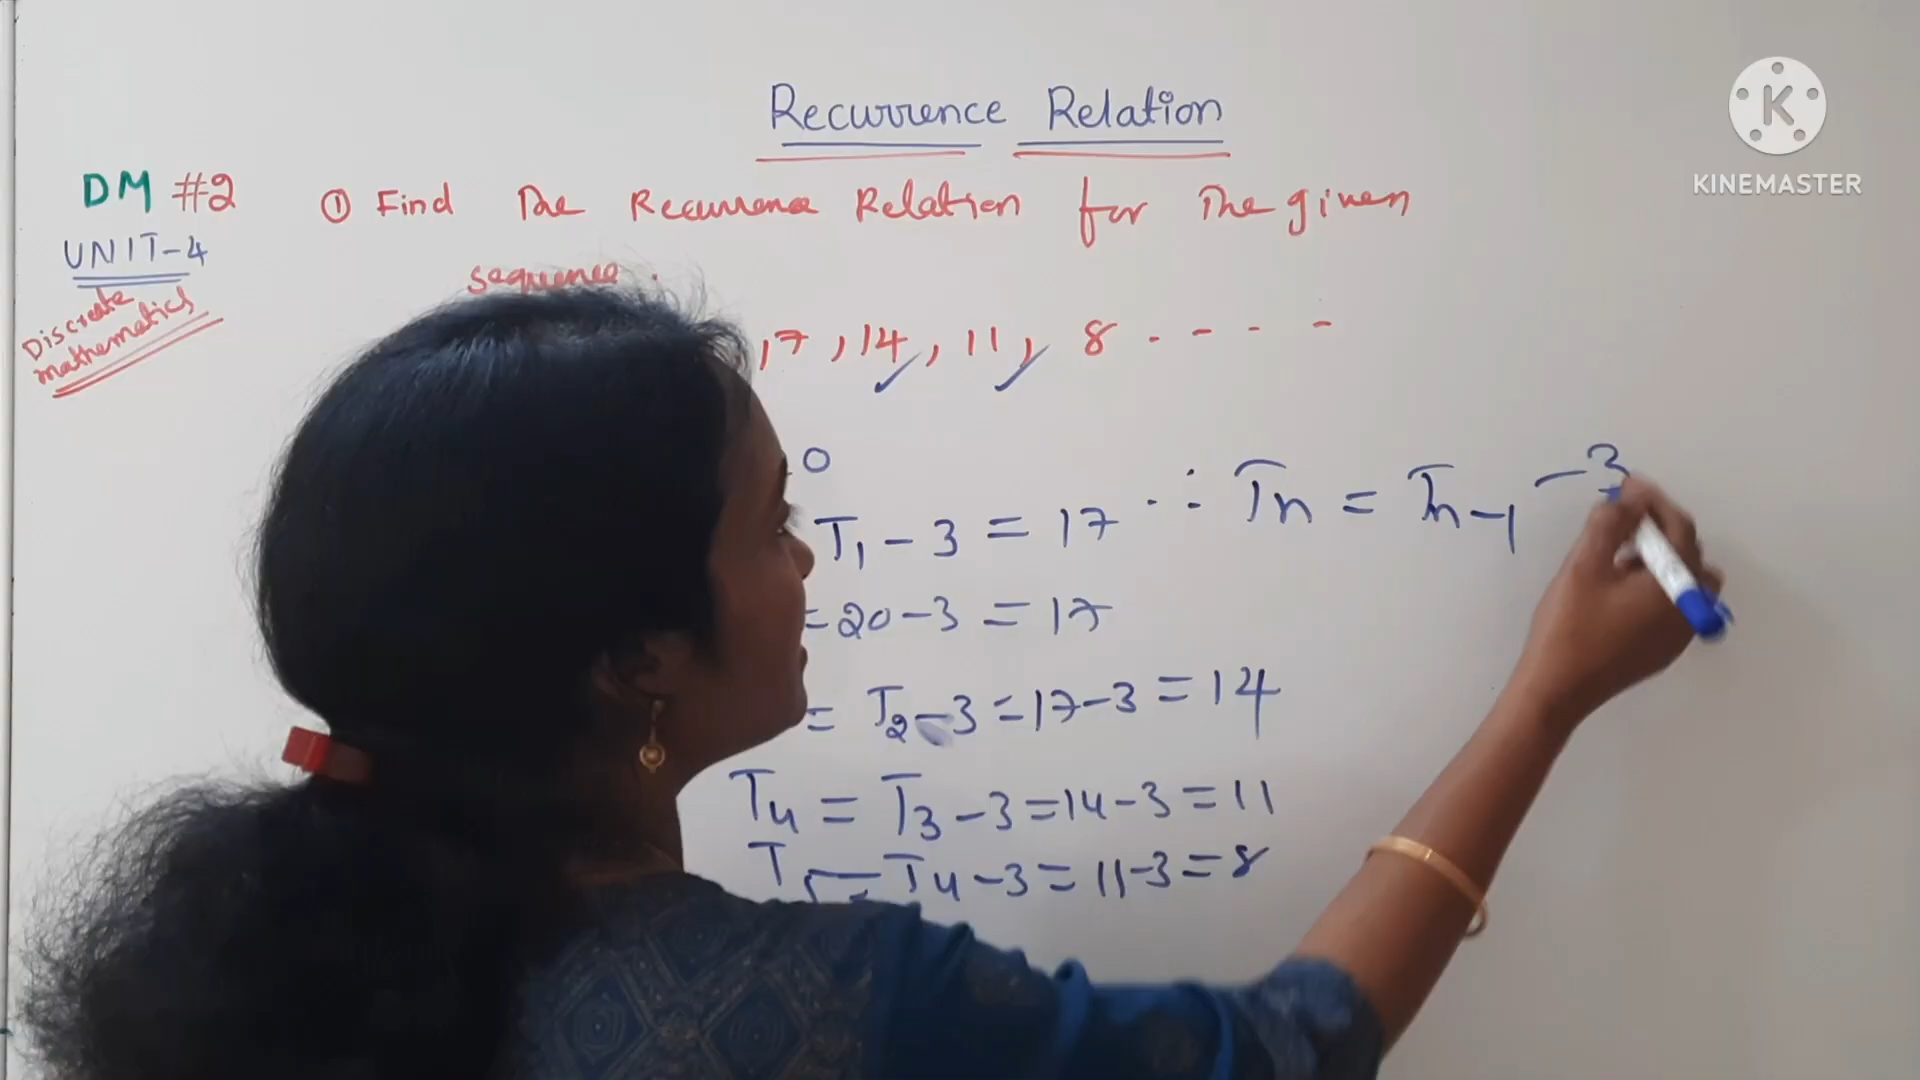 Recurrence Relation
KINEMASTER
DM #2
UNIT-4
Discreate
mathematics
① Find The Recurrence Relation for The given
sequence.
,17 ,14, 11, 8 . - - -
0
T1 - 3 = 17
∴ Tn = Tn-1 - 3
= 20 - 3 = 17
= T2 - 3 = 17 - 3 = 14
T4 = T3 - 3 = 14 - 3 = 11
T5 = T4 - 3 = 11 - 3 = 8